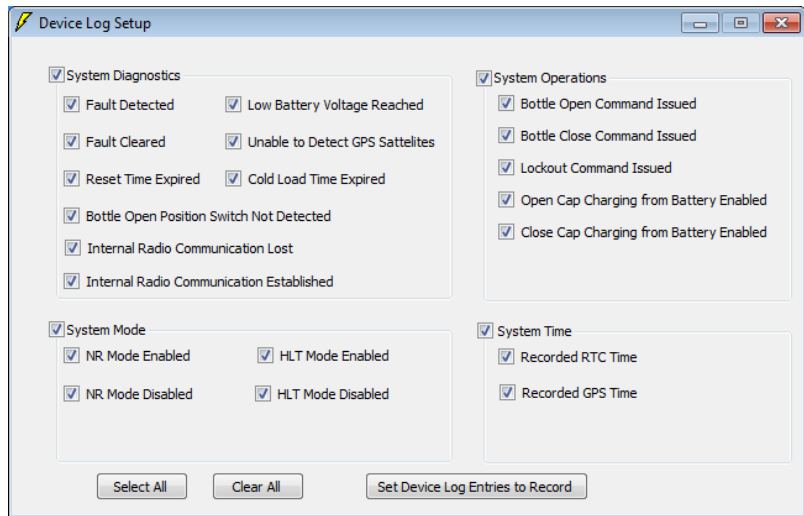 Device Log Setup
System Diagnostics
Fault Detected
Low Battery Voltage Reached
Fault Cleared
Unable to Detect GPS Sattelites
Reset Time Expired
Cold Load Time Expired
Bottle Open Position Switch Not Detected
Internal Radio Communication Lost
Internal Radio Communication Established
System Operations
Bottle Open Command Issued
Bottle Close Command Issued
Lockout Command Issued
Open Cap Charging from Battery Enabled
Close Cap Charging from Battery Enabled
System Mode
NR Mode Enabled
HLT Mode Enabled
NR Mode Disabled
HLT Mode Disabled
System Time
Recorded RTC Time
Recorded GPS Time
Select All
Clear All
Set Device Log Entries to Record